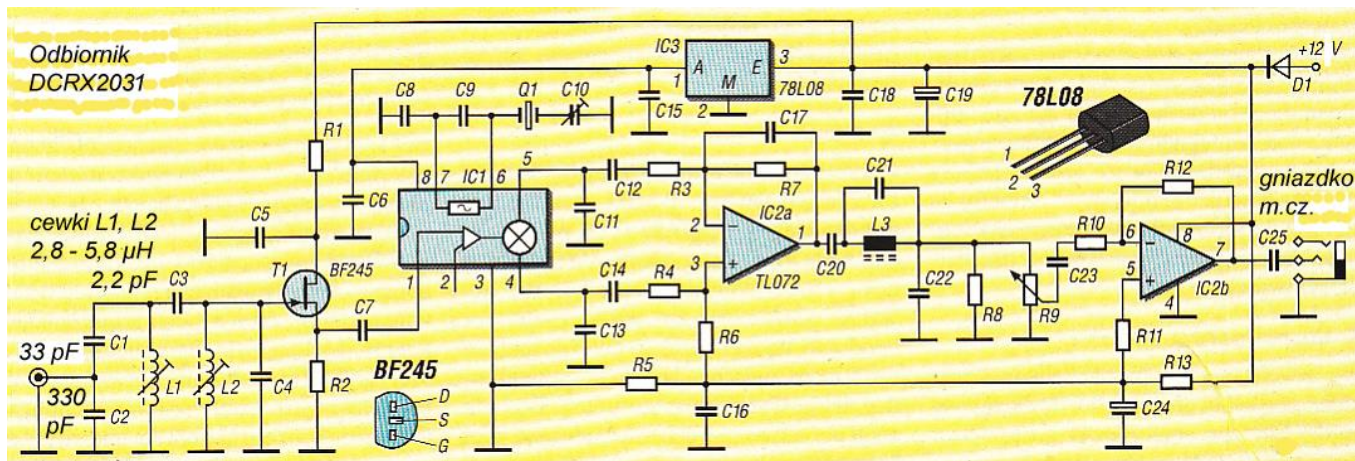 Odbiornik
DCRX2031
cewki L1, L2
2,8 - 5,8 µH
2,2 pF
33 pF
330
pF
C1
C2
C3
L1
L2
C4
C5
T1
BF245
R1
R2
C7
C6
C8
C9
Q1
C10
8
7
IC1
6
5
1
2
3
4
BF245
D
S
G
C15
IC3
1
A
E
3
M
2
78L08
C18
C19
C17
C12
R3
R7
C11
C14
R4
C13
2
3
IC2a
1
TL072
R6
R5
C16
C20
C21
L3
C22
R8
R9
C23
R10
78L08
1
2
3
+12 V
D1
R12
6
5
8
7
4
IC2b
R11
R13
C24
C25
gniazdko
m.cz.